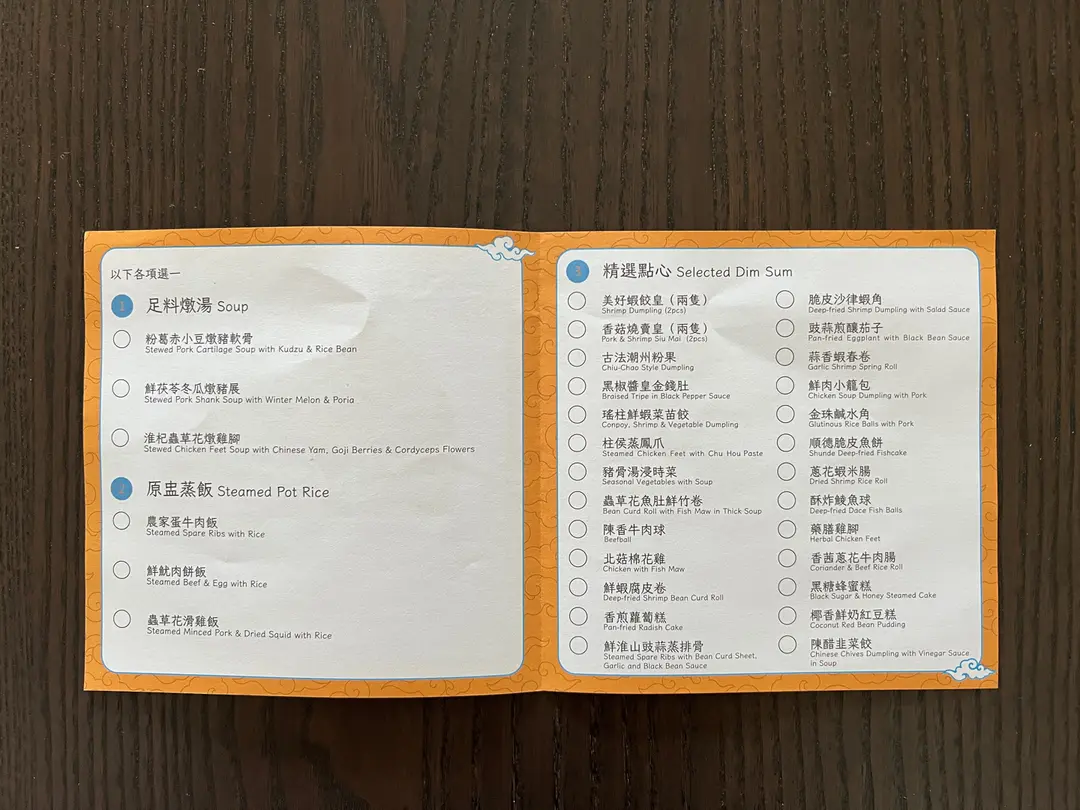 以下各項選一
1 足料燉湯 Soup
粉葛赤小豆燉豬軟骨
Stewed Pork Cartilage Soup with Kudzu & Rice Bean
鮮茯苓冬瓜燉豬展
Stewed Pork Shank Soup with Winter Melon & Poria
淮杞蟲草花燉雞腳
Stewed Chicken Feet Soup with Chinese Yam, Goji Berries & Cordyceps Flowers
2 原盅蒸飯 Steamed Pot Rice
農家蛋牛肉飯
Steamed Spare Ribs with Rice
鮮魷肉餅飯
Steamed Beef & Egg with Rice
蟲草花滑雞飯
Steamed Minced Pork & Dried Squid with Rice
3 精選點心 Selected Dim Sum
美好蝦餃皇（兩隻）
Shrimp Dumpling (2pcs)
香菇燒賣皇（兩隻）
Pork & Shrimp Siu Mai (2pcs)
古法潮州粉果
Chiu-Chao Style Dumpling
黑椒醬皇金錢肚
Braised Tripe in Black Pepper Sauce
瑤柱鮮蝦菜苗餃
Conpoy, Shrimp & Vegetable Dumpling
柱侯蒸鳳爪
Steamed Chicken Feet with Chu Hou Paste
豬骨湯浸時菜
Seasonal Vegetables with Soup
蟲草花魚肚鮮竹卷
Bean Curd Roll with Fish Maw in Thick Soup
陳香牛肉球
Beefball
北菇棉花雞
Chicken with Fish Maw
鮮蝦腐皮卷
Deep-fried Shrimp Bean Curd Roll
香煎蘿蔔糕
Pan-fried Radish Cake
鮮淮山豉蒜蒸排骨
Steamed Spare Ribs with Bean Curd Sheet,
Garlic and Black Bean Sauce
脆皮沙律蝦角
Deep-fried Shrimp Dumpling with Salad Sauce
豉蒜煎釀茄子
Pan-fried Eggplant with Black Bean Sauce
蒜香蝦春卷
Garlic Shrimp Spring Roll
鮮肉小籠包
Chicken Soup Dumpling with Pork
金珠鹹水角
Glutinous Rice Balls with Pork
順德脆皮魚餅
Shunde Deep-fried Fishcake
蔥花蝦米腸
Dried Shrimp Rice Roll
酥炸鯪魚球
Deep-fried Dace Fish Balls
藥膳雞腳
Herbal Chicken Feet
香茜蔥花牛肉腸
Coriander & Beef Rice Roll
黑糖蜂蜜糕
Black Sugar & Honey Steamed Cake
椰香鮮奶紅豆糕
Coconut Red Bean Pudding
陳醋韭菜餃
Chinese Chives Dumpling with Vinegar Sauce
in Soup